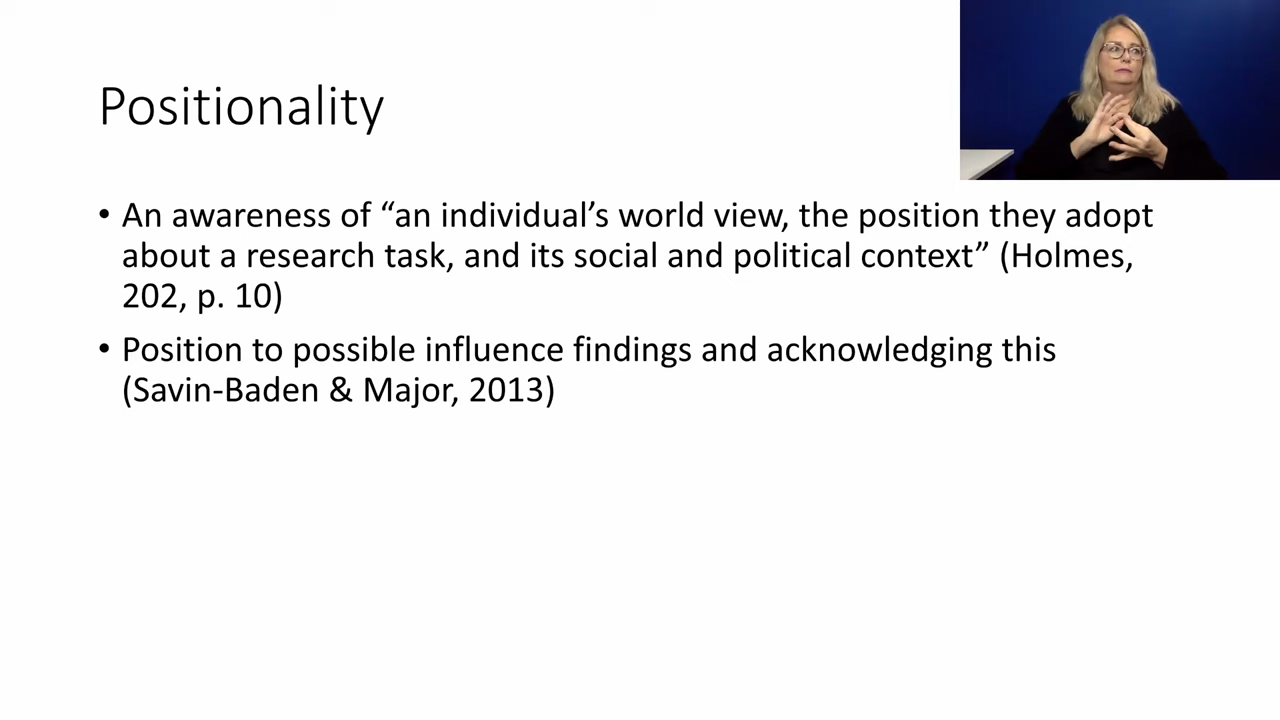 Positionality
• An awareness of “an individual’s world view, the position they adopt
about a research task, and its social and political context” (Holmes,
202, p. 10)
• Position to possible influence findings and acknowledging this
(Savin-Baden & Major, 2013)